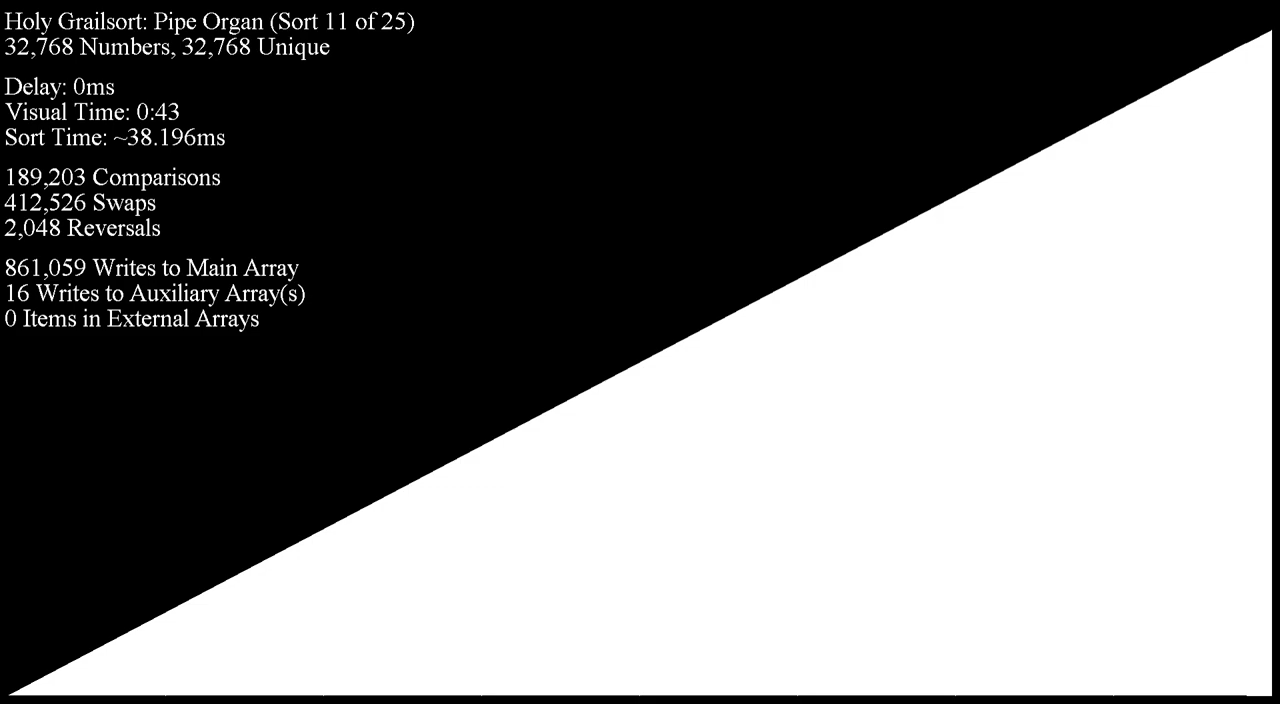 Holy Grailsort: Pipe Organ (Sort 11 of 25)
32,768 Numbers, 32,768 Unique
Delay: 0ms
Visual Time: 0:43
Sort Time: ~38.196ms
189,203 Comparisons
412,526 Swaps
2,048 Reversals
861,059 Writes to Main Array
16 Writes to Auxiliary Array(s)
0 Items in External Arrays